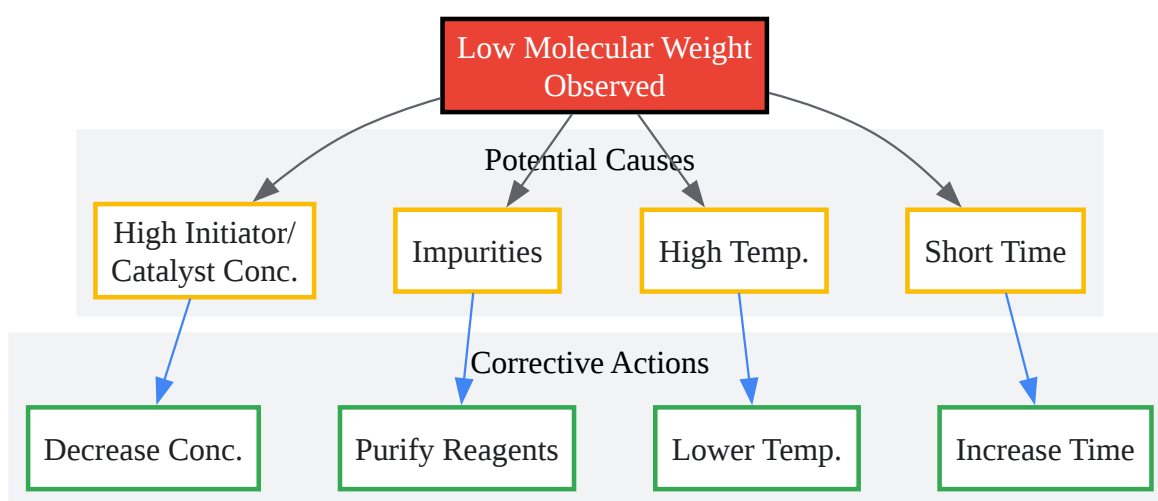 Low Molecular Weight
Observed
Potential Causes
High Initiator/
Catalyst Conc.
Impurities
High Temp.
Short Time
Corrective Actions
Decrease Conc.
Purify Reagents
Lower Temp.
Increase Time